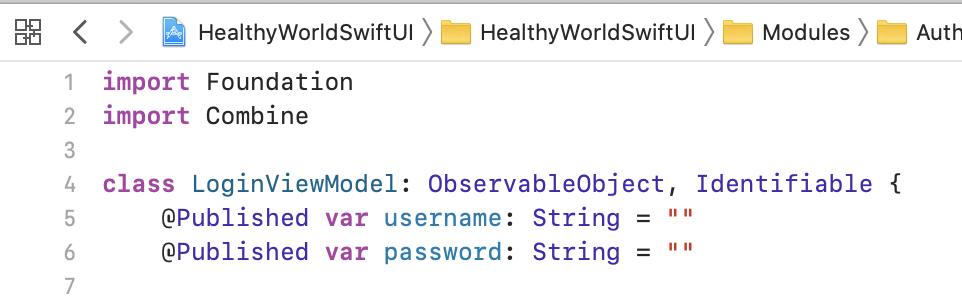 HealthyWorldSwiftUI HealthyWorldSwiftUI Modules Auth
1 import Foundation
2 import Combine
3
4 class LoginViewModel: ObservableObject, Identifiable {
5 @Published var username: String = ""
6 @Published var password: String = ""
7